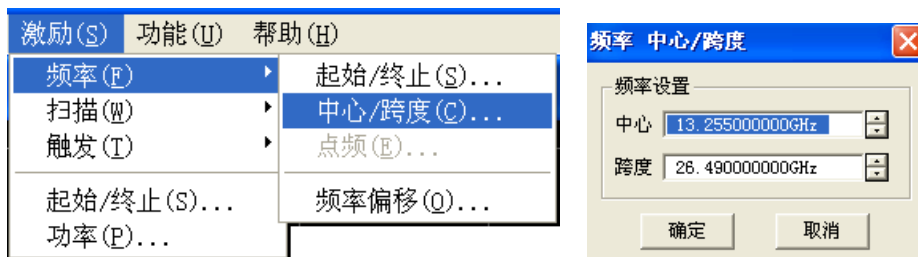 激励(S) 功能(U) 帮助(H)
频率(F)
扫描(W)
触发(T)
起始/终止(S)...
功率(P)...
起始/终止(S)...
中心/跨度(C)...
点频(E)...
频率偏移(O)...
频率 中心/跨度
频率设置
中心 13.255000000GHz
跨度 26.490000000GHz
确定 取消